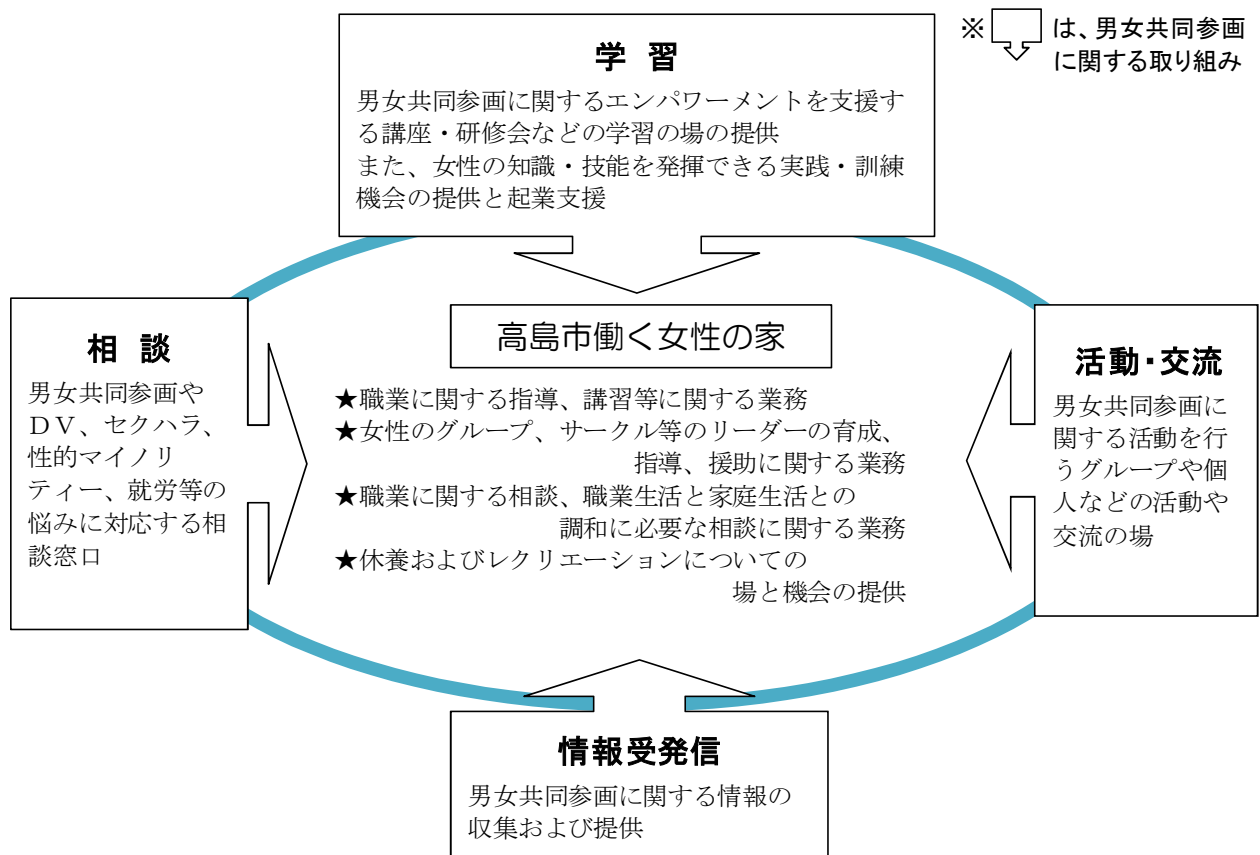 ※ は、男女共同参画
に関する取り組み
学 習
男女共同参画に関するエンパワーメントを支援す
る講座・研修会などの学習の場の提供
また、女性の知識・技能を発揮できる実践・訓練
機会の提供と起業支援
相 談
男女共同参画や
ＤＶ、セクハラ、
性的マイノリ
ティー、就労等の
悩みに対応する相
談窓口
高島市働く女性の家
★職業に関する指導、講習等に関する業務
★女性のグループ、サークル等のリーダーの育成、
指導、援助に関する業務
★職業に関する相談、職業生活と家庭生活との
調和に必要な相談に関する業務
★休養およびレクリエーションについての
場と機会の提供
活動・交流
男女共同参画に
関する活動を行
うグループや個
人などの活動や
交流の場
情報受発信
男女共同参画に関する情報の
収集および提供